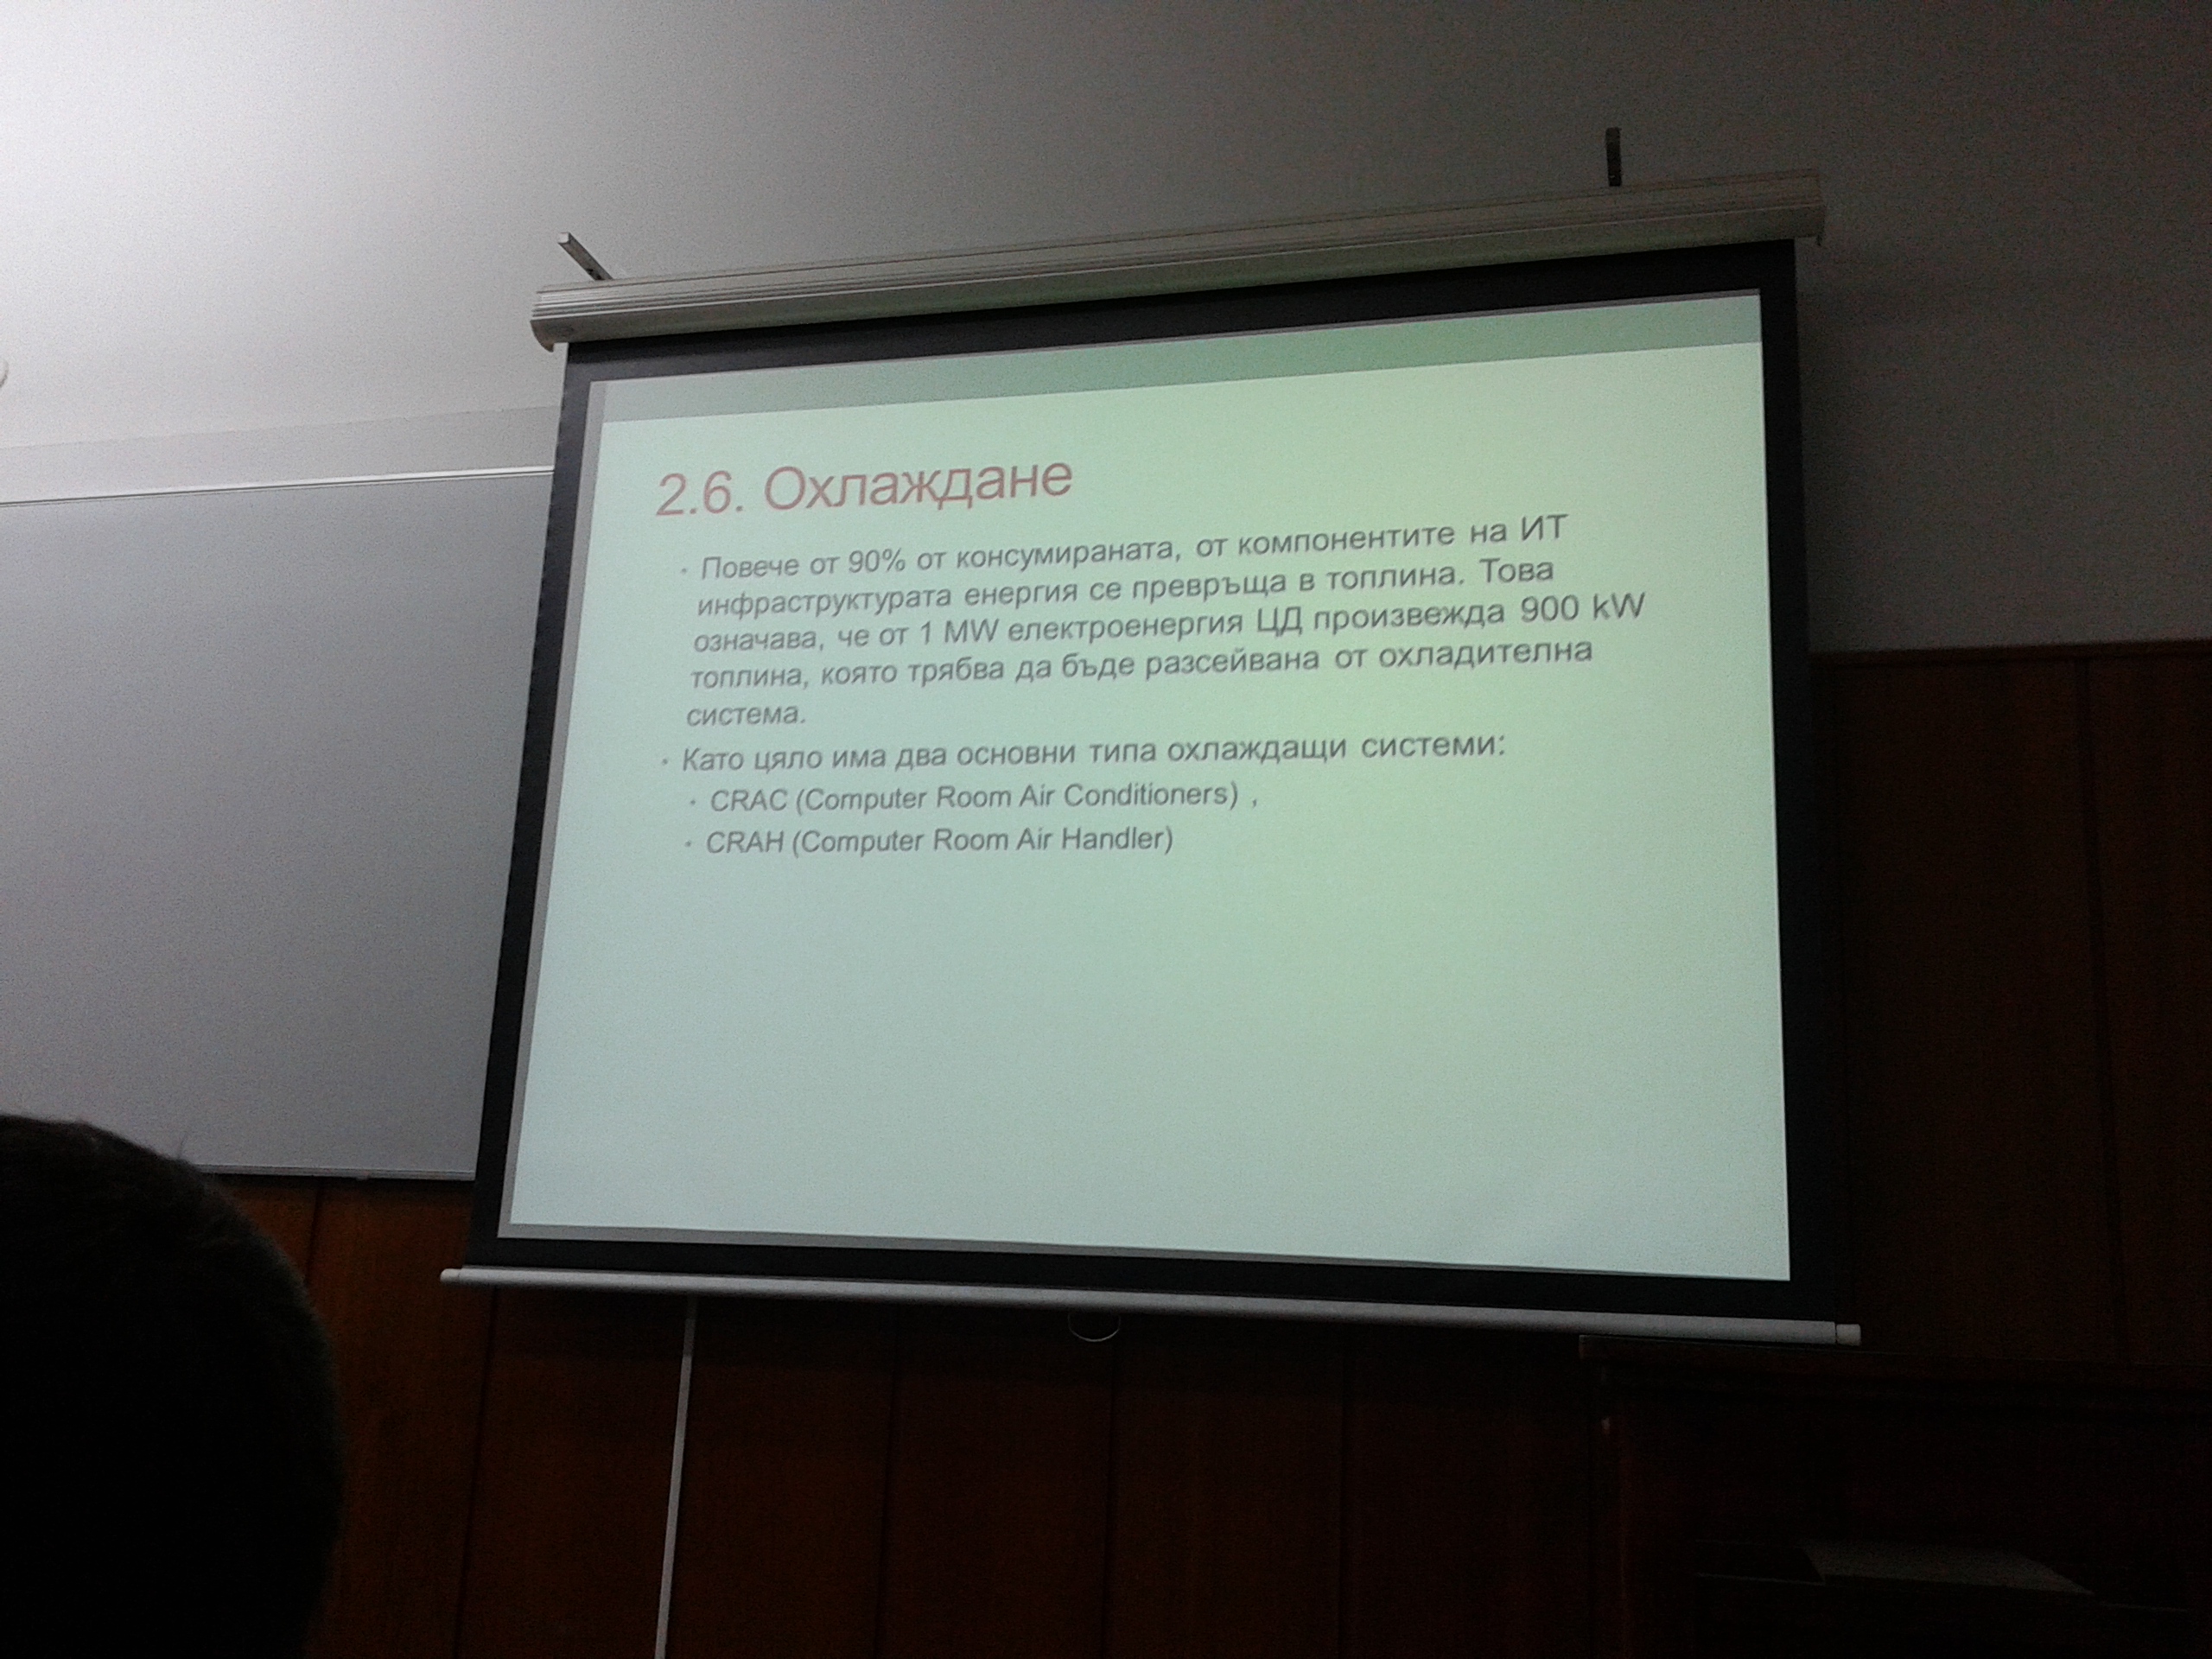 2.6. Охлаждане
• Повече от 90% от консумираната, от компонентите на ИТ
инфраструктурата енергия се превръща в топлина. Това
означава, че от 1 MW електроенергия ЦД произвежда 900 kW
топлина, която трябва да бъде разсейвана от охладителна
система.
• Като цяло има два основни типа охлаждащи системи:
• CRAC (Computer Room Air Conditioners) ,
• CRAH (Computer Room Air Handler)